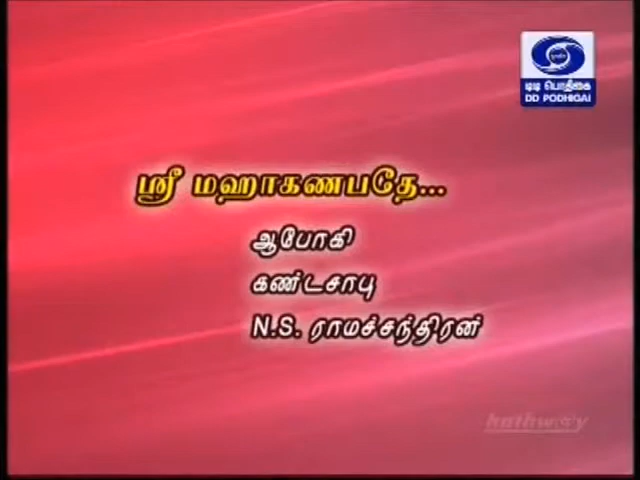 டிடி பொதிகை
DD PODHIGAI
ஸ்ரீ மஹாகணபதே...
ஆபோகி
கண்டசாபு
N.S. ராமச்சந்திரன்
hathway